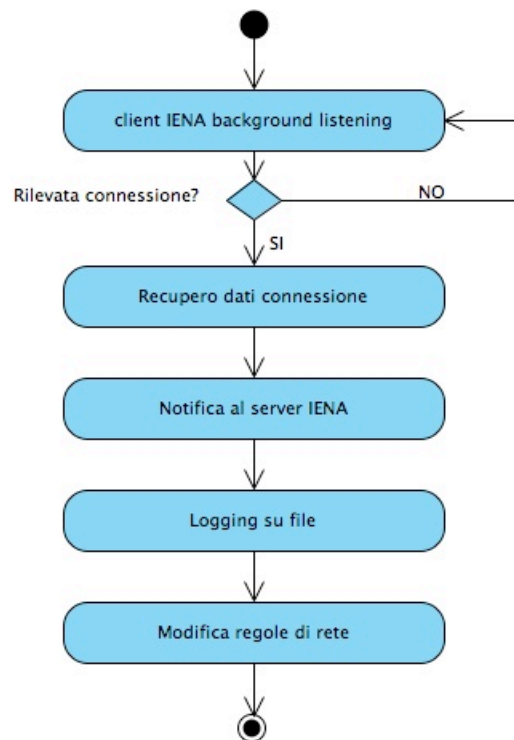 client IENA background listening
Rilevata connessione?
NO
SI
Recupero dati connessione
Notifica al server IENA
Logging su file
Modifica regole di rete